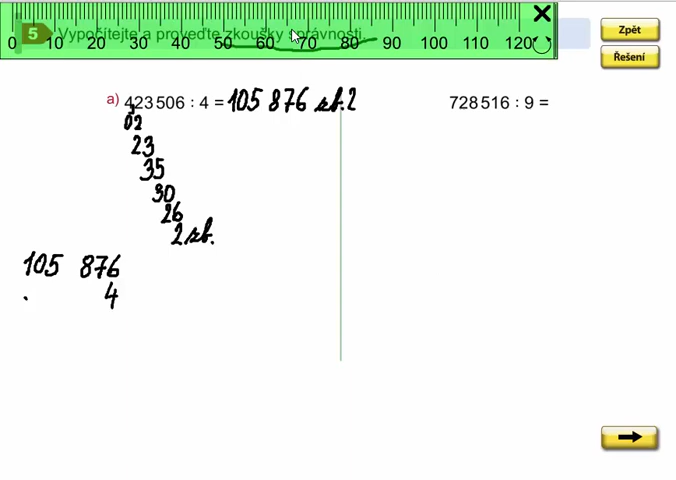 0 10 20 30 40 50 60 70 80 90 100 110 120
5 Vypočítejte a proveďte zkoušky správnosti.
Zpět
Řešení
a) 423 506 : 4 = 105 876 zb. 2
728 516 : 9 =
02
23
35
30
26
2 zb.
105 876
. 4